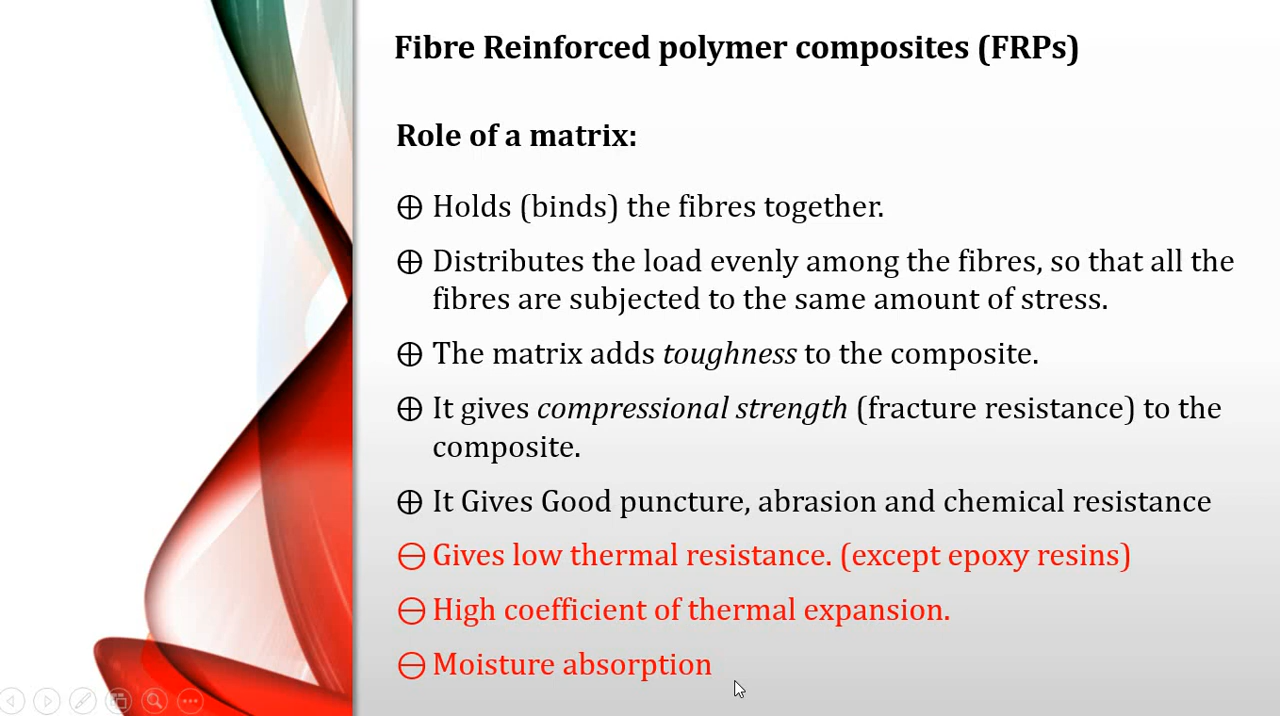 Fibre Reinforced polymer composites (FRPs)
Role of a matrix:
⊕ Holds (binds) the fibres together.
⊕ Distributes the load evenly among the fibres, so that all the
fibres are subjected to the same amount of stress.
⊕ The matrix adds toughness to the composite.
⊕ It gives compressional strength (fracture resistance) to the
composite.
⊕ It Gives Good puncture, abrasion and chemical resistance
⊖ Gives low thermal resistance. (except epoxy resins)
⊖ High coefficient of thermal expansion.
⊖ Moisture absorption